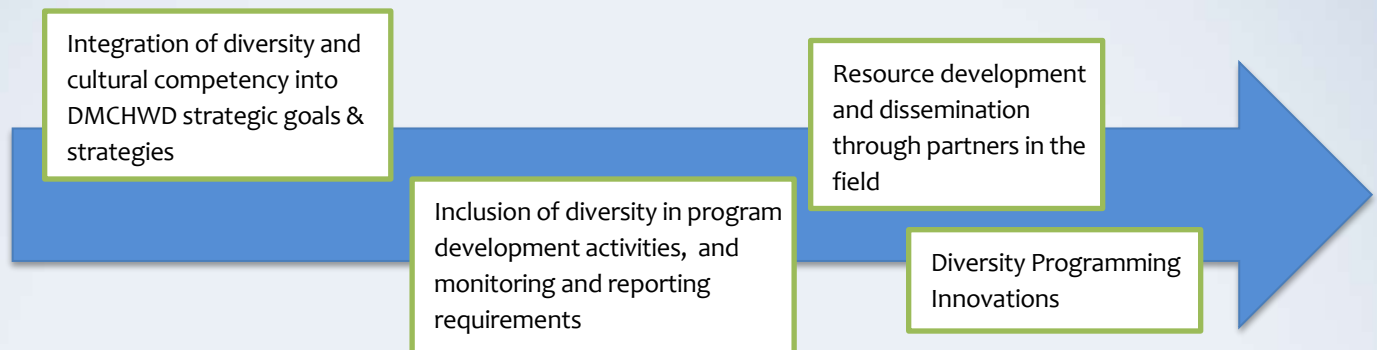 Integration of diversity and
cultural competency into
DMCHWD strategic goals &
strategies
Inclusion of diversity in program
development activities,  and
monitoring and reporting
requirements
Resource development
and dissemination
through partners in the
field
Diversity Programming
Innovations